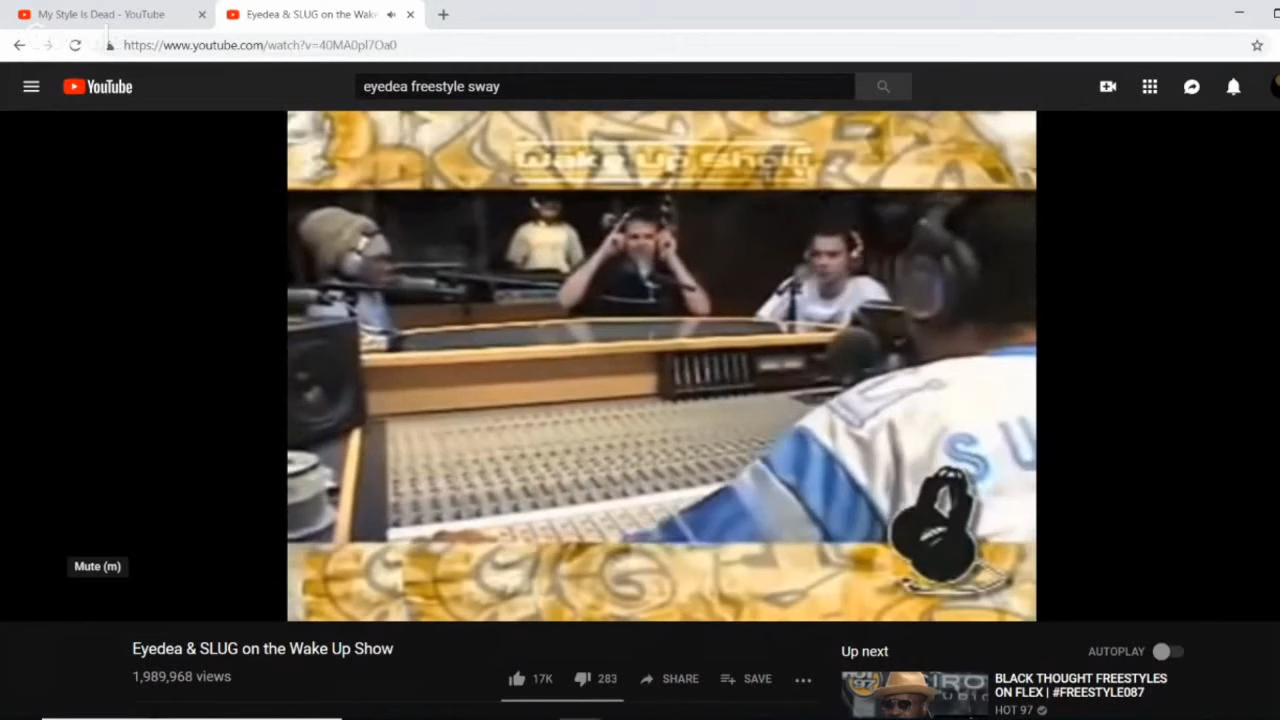 My Style Is Dead - YouTube
Eyedea & SLUG on the Wake
https://www.youtube.com/watch?v=40MA0pl7Oa0
YouTube
eyedea freestyle sway
Wake Up Show
SU
Mute (m)
Eyedea & SLUG on the Wake Up Show
1,989,968 views
17K
283
SHARE
SAVE
Up next
AUTOPLAY
BLACK THOUGHT FREESTYLES
ON FLEX | #FREESTYLE087
HOT 97